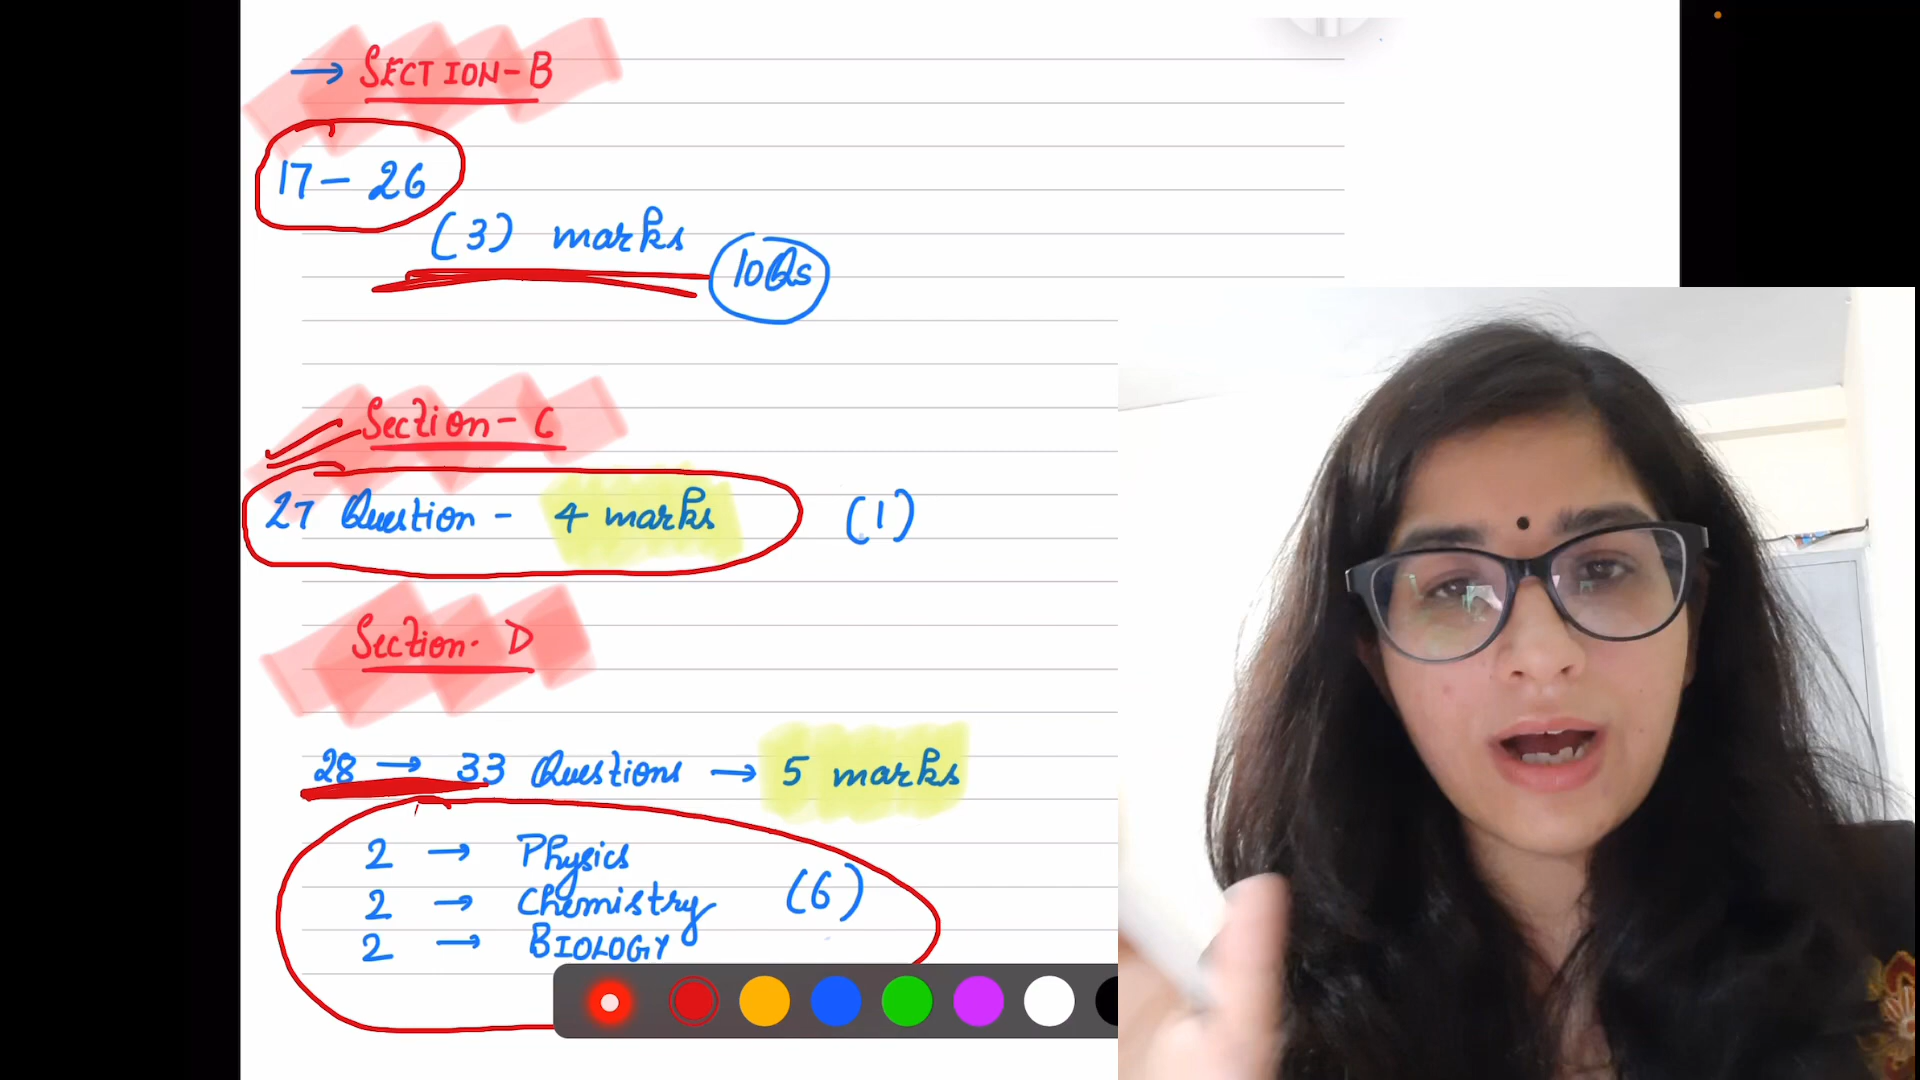 → SECTION-B
17 - 26
(3) marks
10Qs
Section - C
27 Question - 4 marks (1)
Section - D
28 → 33 Questions → 5 marks
2 → Physics
2 → Chemistry (6)
2 → BIOLOGY